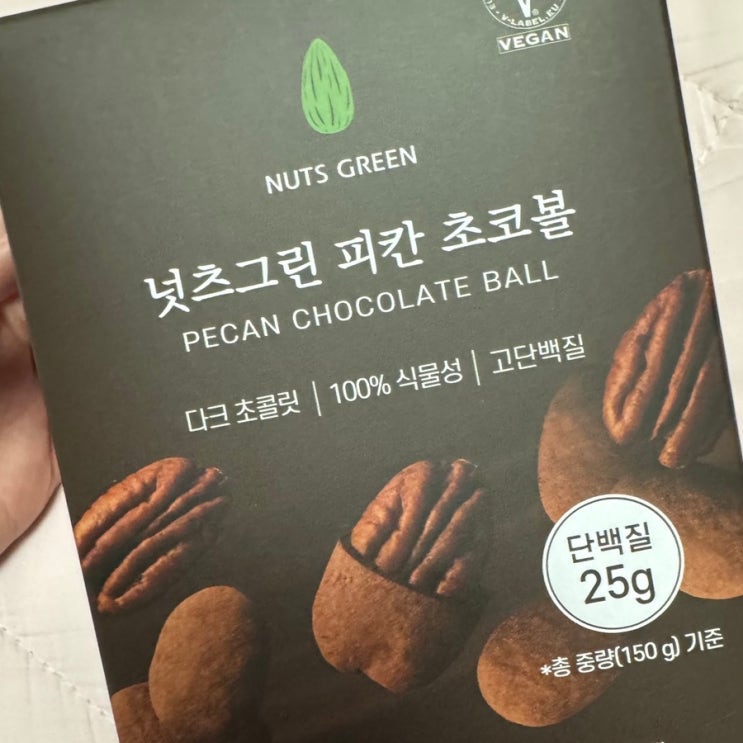 V-LABEL.EU
VEGAN
NUTS GREEN
넛츠그린 피칸 초코볼
PECAN CHOCOLATE BALL
다크 초콜릿 | 100% 식물성 | 고단백질
단백질
25g
*총 중량(150 g) 기준